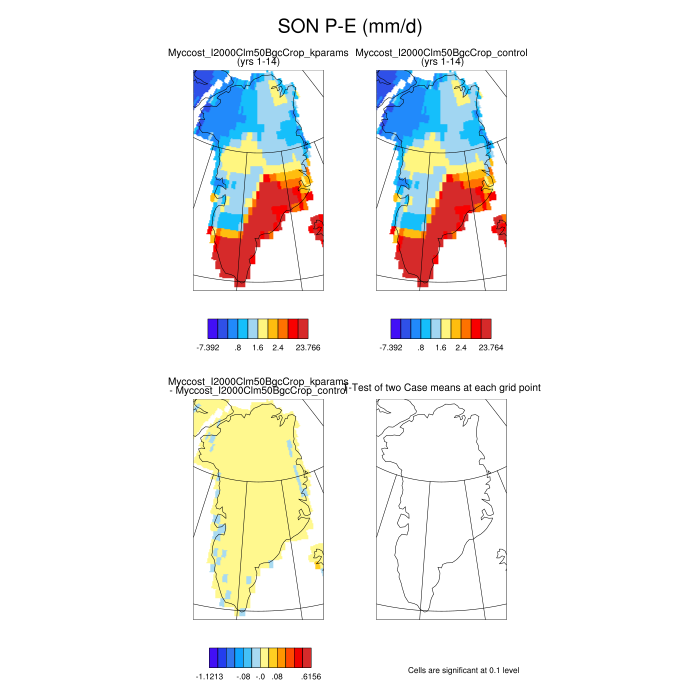 SON P-E (mm/d)
Myccost_I2000Clm50BgcCrop_kparams
(yrs 1-14)
Myccost_I2000Clm50BgcCrop_control
(yrs 1-14)
-7.392 .8 1.6 2.4 23.766
-7.392 .8 1.6 2.4 23.764
Myccost_I2000Clm50BgcCrop_kparams
- Myccost_I2000Clm50BgcCrop_control
-Test of two Case means at each grid point
-1.1213 -.08 -.0 .08 .6156
Cells are significant at 0.1 level